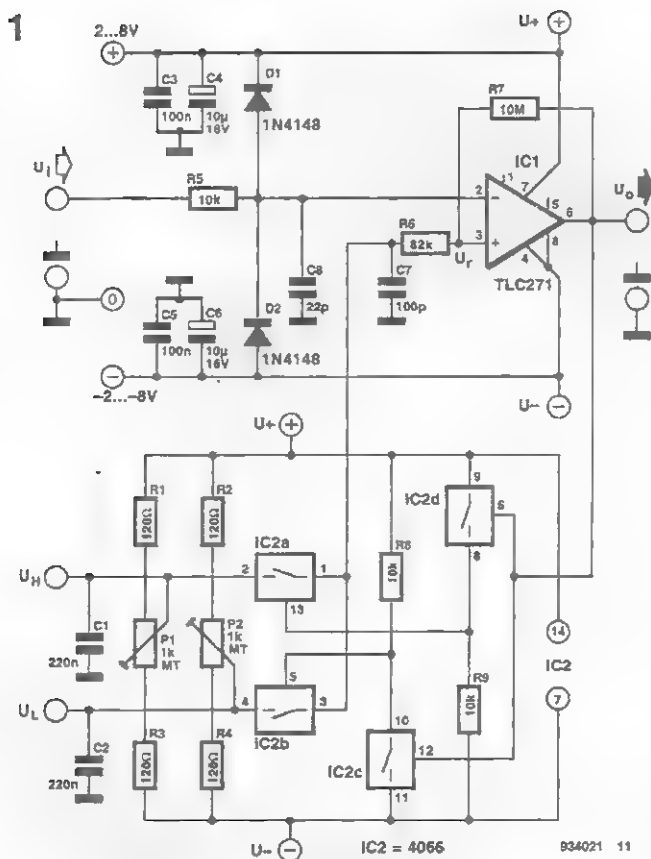 1
2...8V
U+
+
+
C3
100n
C4
10µ
16V
D1
1N4148
R7
10M
IC1
UI
R5
10k
2
3
7
1
5
6
8
4
Uo
R6
82k
Ur
TLC271
0
C8
22p
C7
100p
C5
100n
C6
10µ
16V
D2
1N4148
−
−2...−8V
U−
−
U+
+
R1
120Ω
R2
120Ω
IC2a
2
1
13
R8
10k
IC2d
9
6
8
UH
C1
220n
P1
1k
MT
P2
1k
MT
14
IC2
7
UL
4
5
3
IC2b
R9
10k
C2
220n
R3
120Ω
R4
120Ω
10
12
IC2c
11
U−
−
IC2 = 4066
934021 11